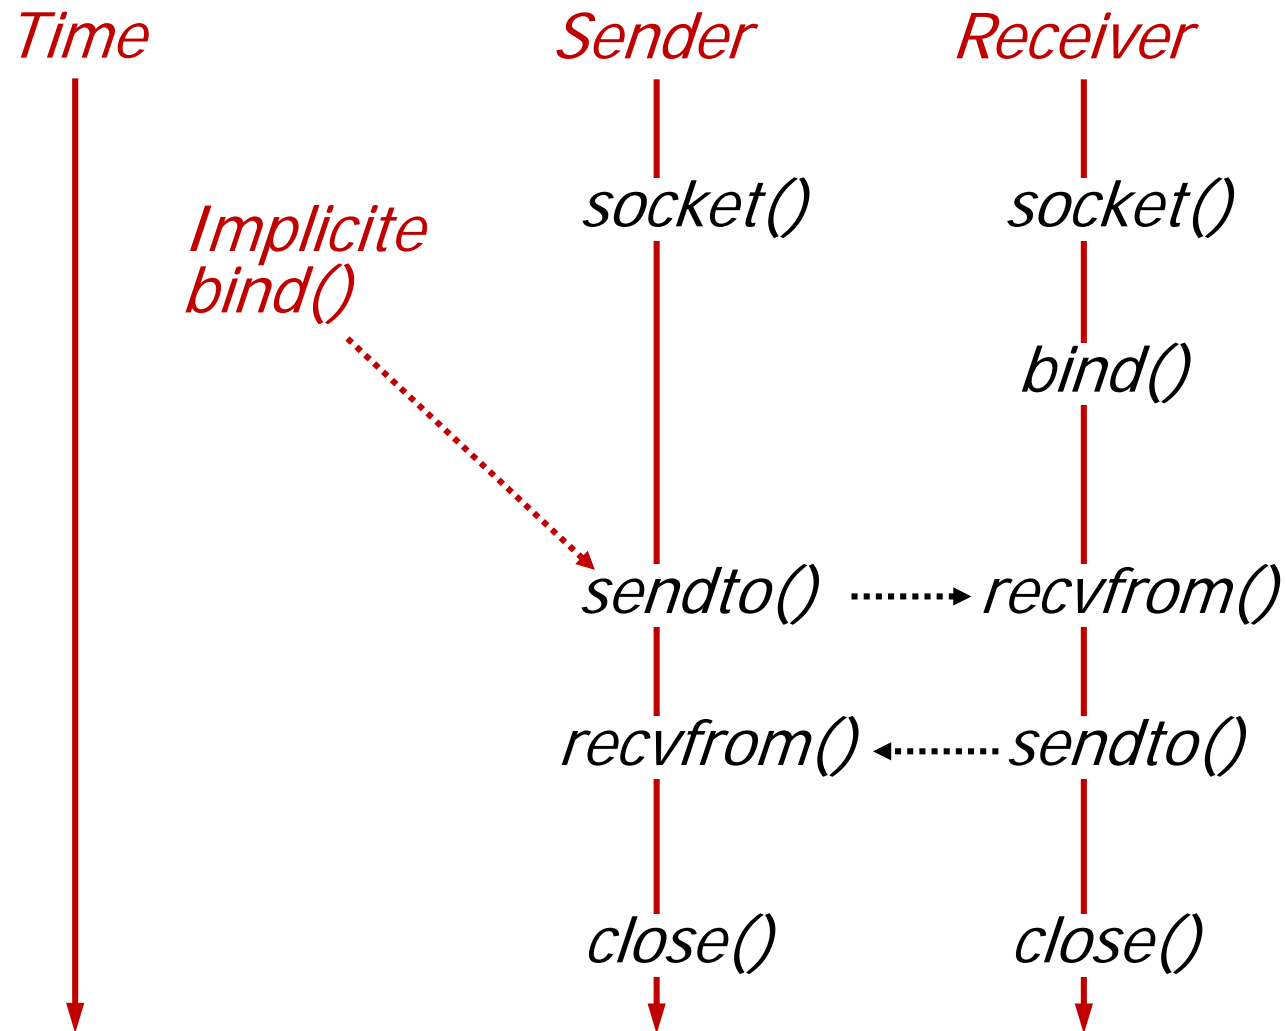 Time
Sender
Receiver
socket()
socket()
Implicite
bind()
bind()
sendto()
recvfrom()
recvfrom()
sendto()
close()
close()